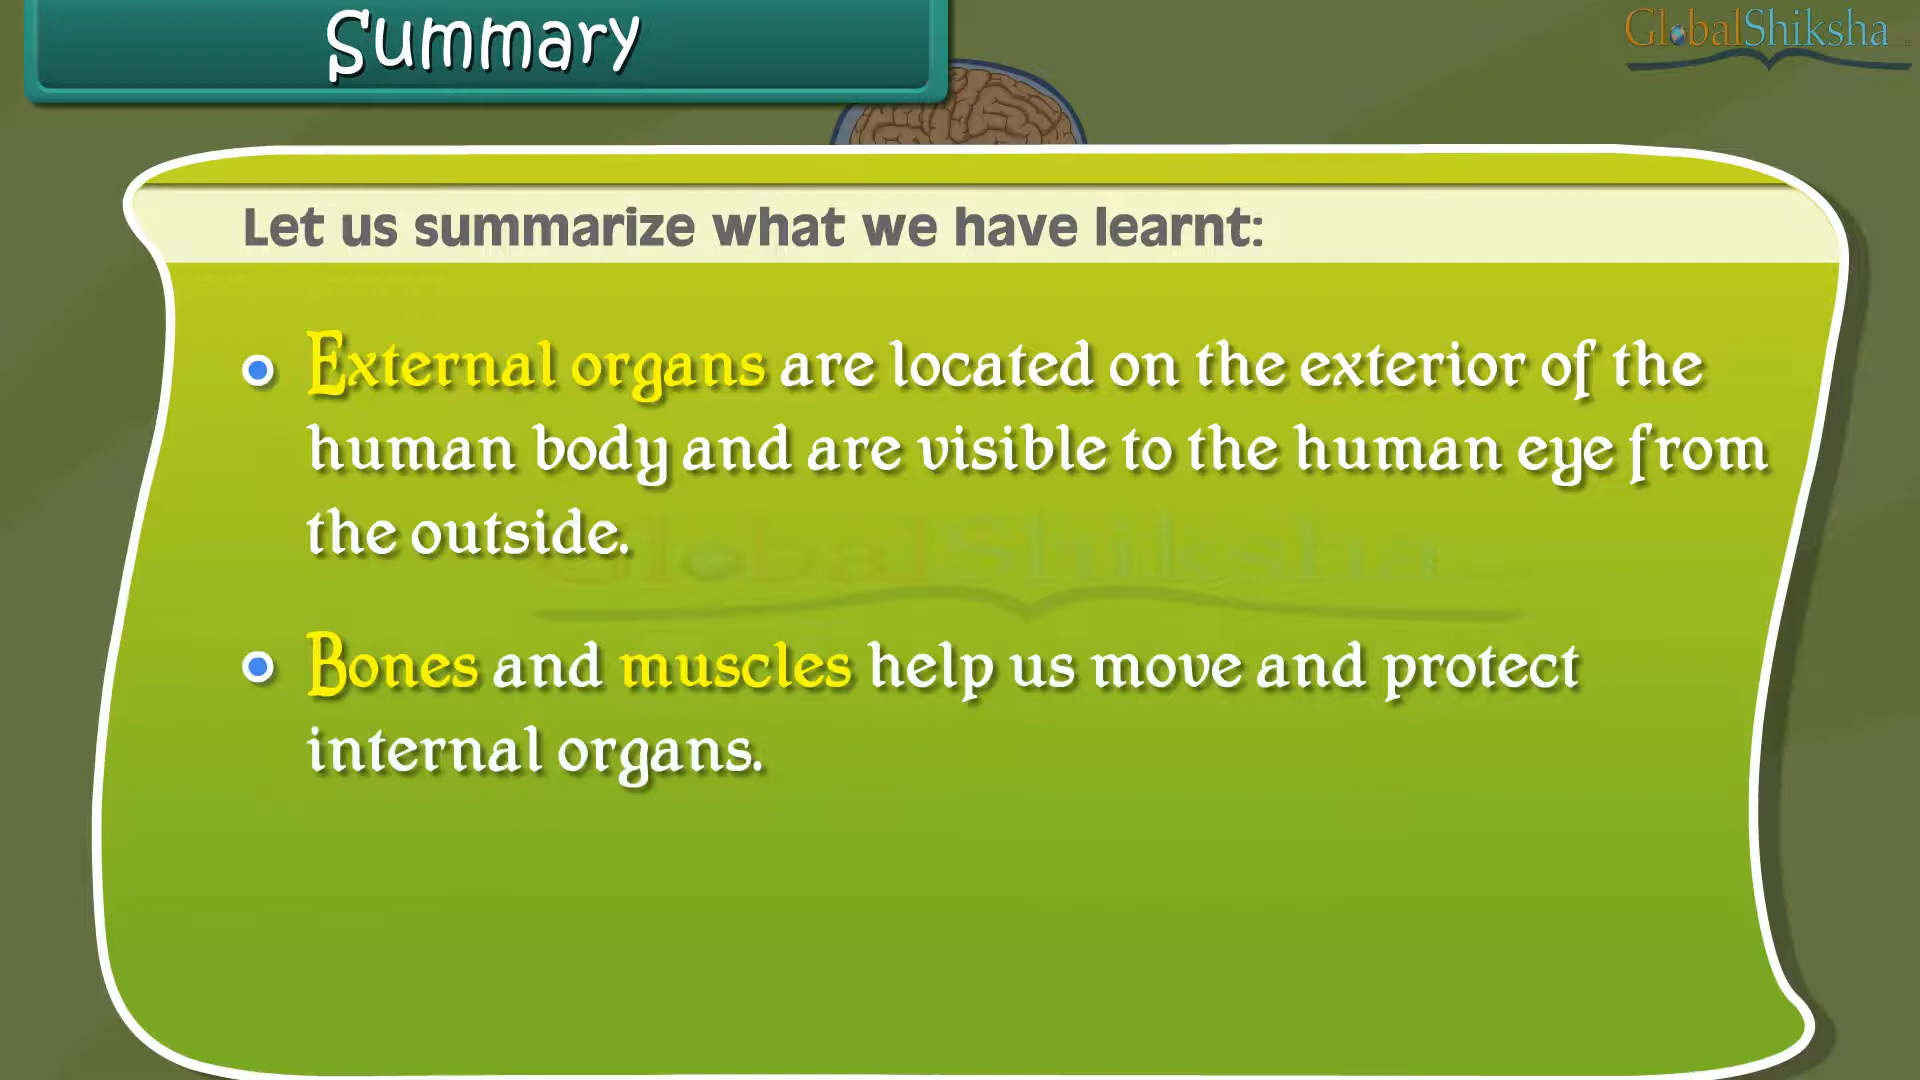 Summary
GlobalShiksha
Let us summarize what we have learnt:
External organs are located on the exterior of the
human body and are visible to the human eye from
the outside.
GlobalShiksha
Bones and muscles help us move and protect
internal organs.